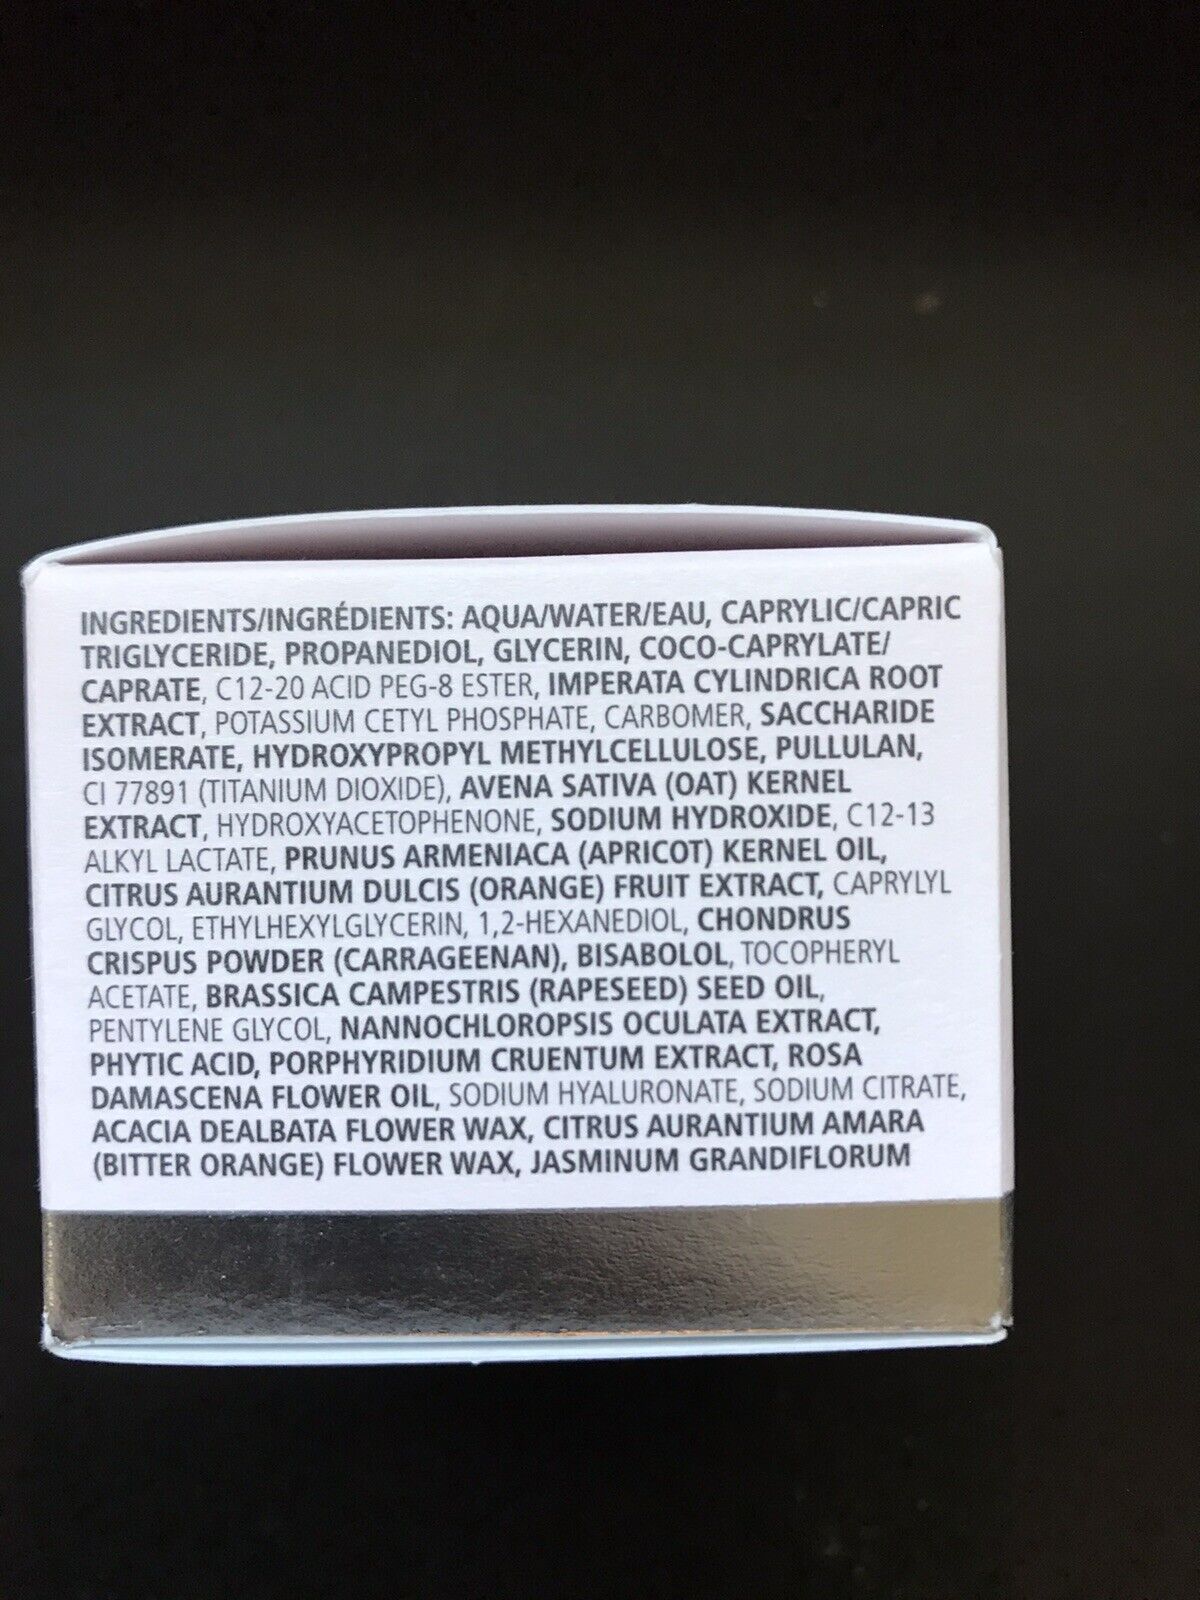 INGREDIENTS/INGRÉDIENTS: AQUA/WATER/EAU, CAPRYLIC/CAPRIC
TRIGLYCERIDE, PROPANEDIOL, GLYCERIN, COCO-CAPRYLATE/
CAPRATE, C12-20 ACID PEG-8 ESTER, IMPERATA CYLINDRICA ROOT
EXTRACT, POTASSIUM CETYL PHOSPHATE, CARBOMER, SACCHARIDE
ISOMERATE, HYDROXYPROPYL METHYLCELLULOSE, PULLULAN,
CI 77891 (TITANIUM DIOXIDE), AVENA SATIVA (OAT) KERNEL
EXTRACT, HYDROXYACETOPHENONE, SODIUM HYDROXIDE, C12-13
ALKYL LACTATE, PRUNUS ARMENIACA (APRICOT) KERNEL OIL,
CITRUS AURANTIUM DULCIS (ORANGE) FRUIT EXTRACT, CAPRYLYL
GLYCOL, ETHYLHEXYLGLYCERIN, 1,2-HEXANEDIOL, CHONDRUS
CRISPUS POWDER (CARRAGEENAN), BISABOLOL, TOCOPHERYL
ACETATE, BRASSICA CAMPESTRIS (RAPESEED) SEED OIL,
PENTYLENE GLYCOL, NANNOCHLOROPSIS OCULATA EXTRACT,
PHYTIC ACID, PORPHYRIDIUM CRUENTUM EXTRACT, ROSA
DAMASCENA FLOWER OIL, SODIUM HYALURONATE, SODIUM CITRATE,
ACACIA DEALBATA FLOWER WAX, CITRUS AURANTIUM AMARA
(BITTER ORANGE) FLOWER WAX, JASMINUM GRANDIFLORUM